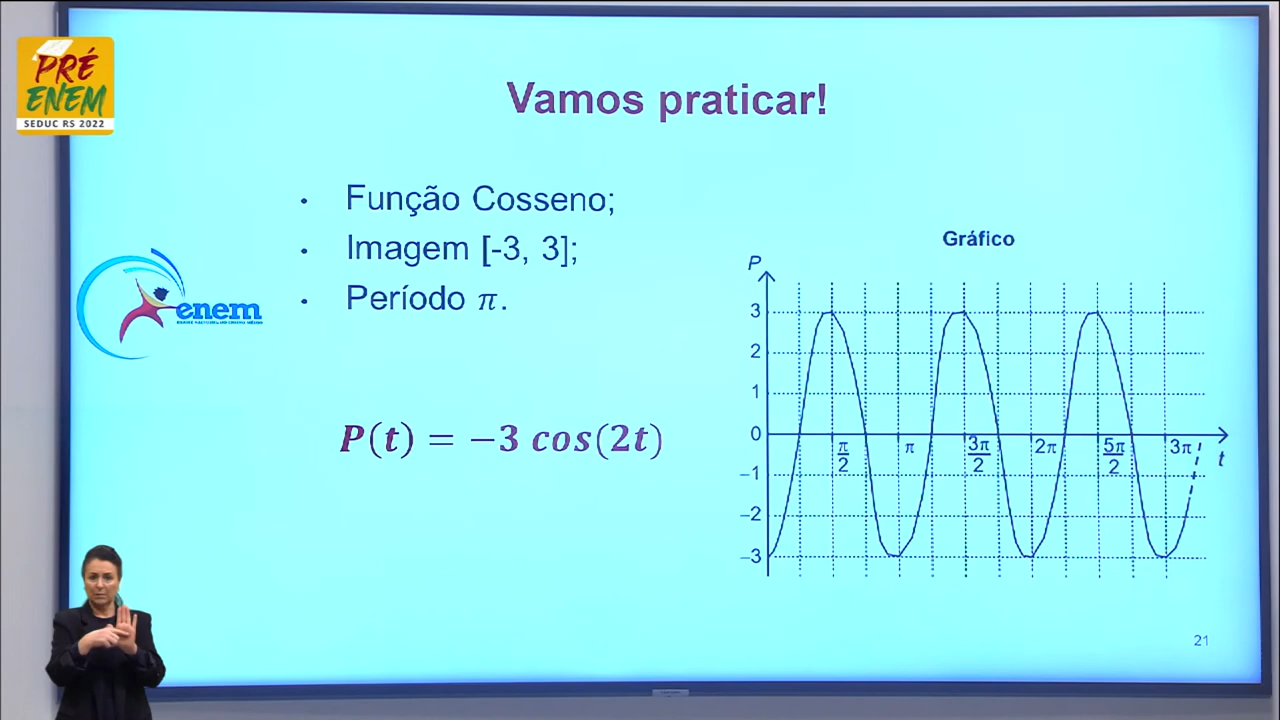 PRÉ
ENEM
SEDUC RS 2022
Vamos praticar!
• Função Cosseno;
• Imagem [-3, 3];
• Período π.
enem
P(t) = −3 cos(2t)
Gráfico
P
3
2
1
0
−1
−2
−3
π/2
π
3π/2
2π
5π/2
3π
t
21